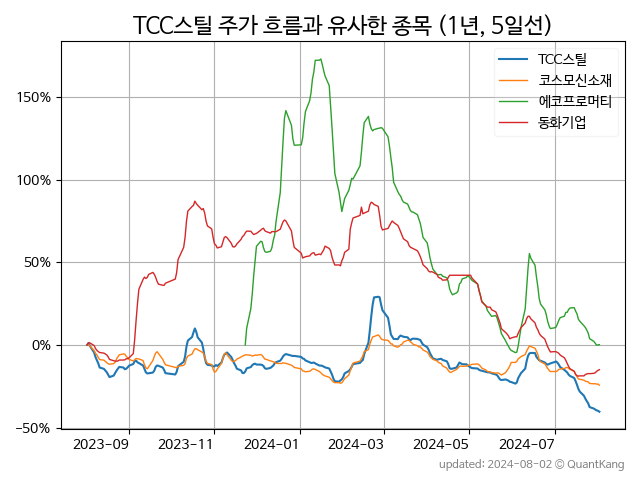 TCC스틸 주가 흐름과 유사한 종목 (1년, 5일선)
TCC스틸
코스모신소재
에코프로머티
동화기업
150%
100%
50%
0%
−50%
2023-09
2023-11
2024-01
2024-03
2024-05
2024-07
updated: 2024-08-02 © QuantKang